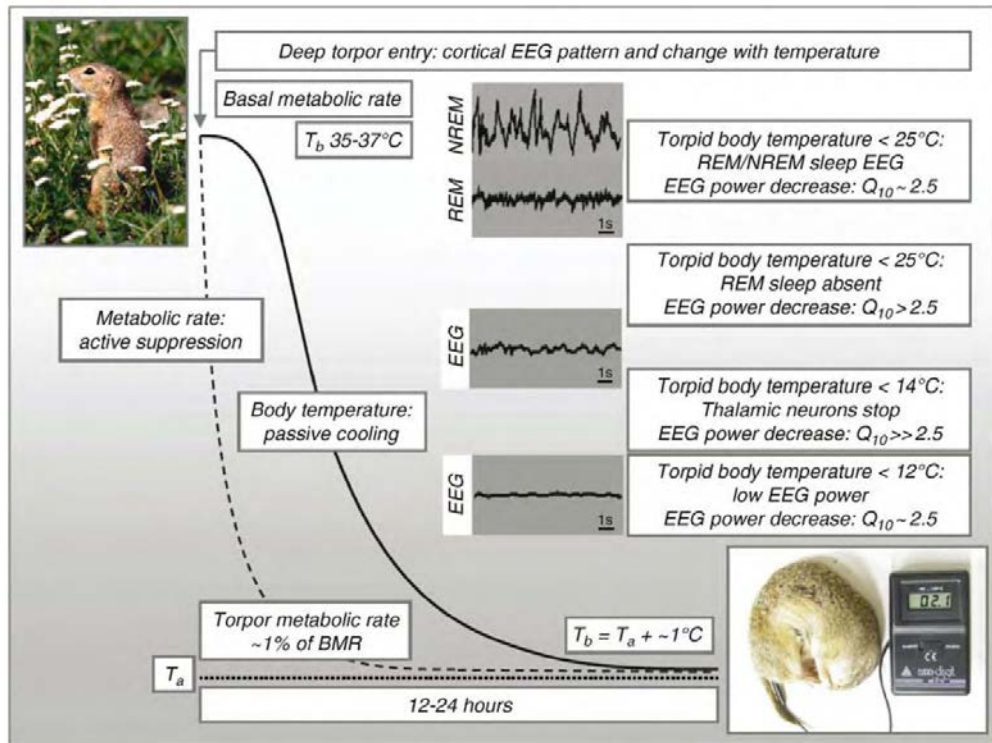 Deep torpor entry: cortical EEG pattern and change with temperature
Basal metabolic rate
T_b 35-37°C
NREM
REM
1s
Torpid body temperature < 25°C:
REM/NREM sleep EEG
EEG power decrease: Q_10 ~ 2.5
Torpid body temperature < 25°C:
REM sleep absent
EEG power decrease: Q_10 > 2.5
Metabolic rate:
active suppression
EEG
1s
Body temperature:
passive cooling
Torpid body temperature < 14°C:
Thalamic neurons stop
EEG power decrease: Q_10 >> 2.5
EEG
1s
Torpid body temperature < 12°C:
low EEG power
EEG power decrease: Q_10 ~ 2.5
Torpor metabolic rate
~1% of BMR
T_b = T_a + ~1°C
T_a
12-24 hours
02.1
CE